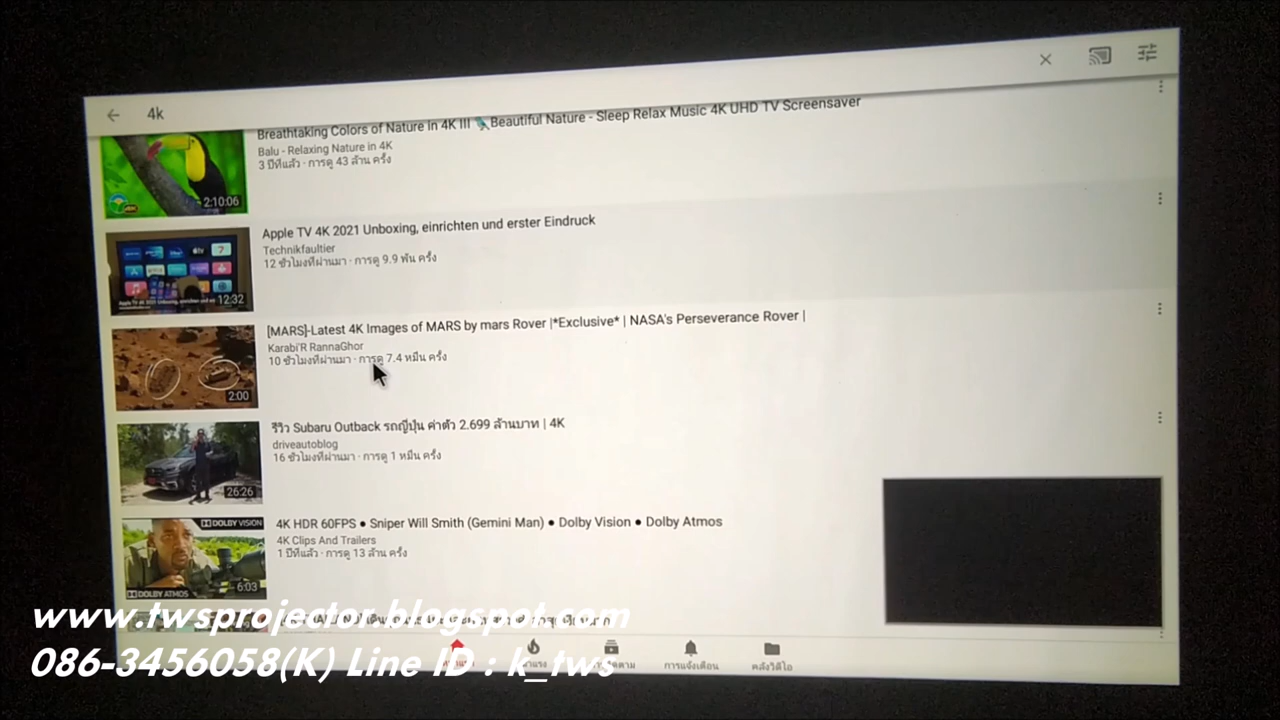 4k
Breathtaking Colors of Nature in 4K III 🦜Beautiful Nature - Sleep Relax Music 4K UHD TV Screensaver
Balu - Relaxing Nature in 4K
3 ปีที่แล้ว · การดู 43 ล้าน ครั้ง
2:10:06
Apple TV 4K 2021 Unboxing, einrichten und erster Eindruck
Technikfaultier
12 ชั่วโมงที่ผ่านมา · การดู 9.9 พัน ครั้ง
12:32
[MARS]-Latest 4K Images of MARS by mars Rover |*Exclusive* | NASA's Perseverance Rover |
Karabi'R RannaGhor
10 ชั่วโมงที่ผ่านมา · การดู 7.4 หมื่น ครั้ง
2:00
รีวิว Subaru Outback รถญี่ปุ่น ค่าตัว 2.699 ล้านบาท | 4K
driveautoblog
16 ชั่วโมงที่ผ่านมา · การดู 1 หมื่น ครั้ง
26:26
DOLBY VISION
4K HDR 60FPS ● Sniper Will Smith (Gemini Man) ● Dolby Vision ● Dolby Atmos
4K Clips And Trailers
1 ปีที่แล้ว · การดู 13 ล้าน ครั้ง
6:03
DOLBY ATMOS
www.twsprojector.blogspot.com
การแจ้งเตือน คลังวิดีโอ
086-3456058(K) Line ID : k_tws